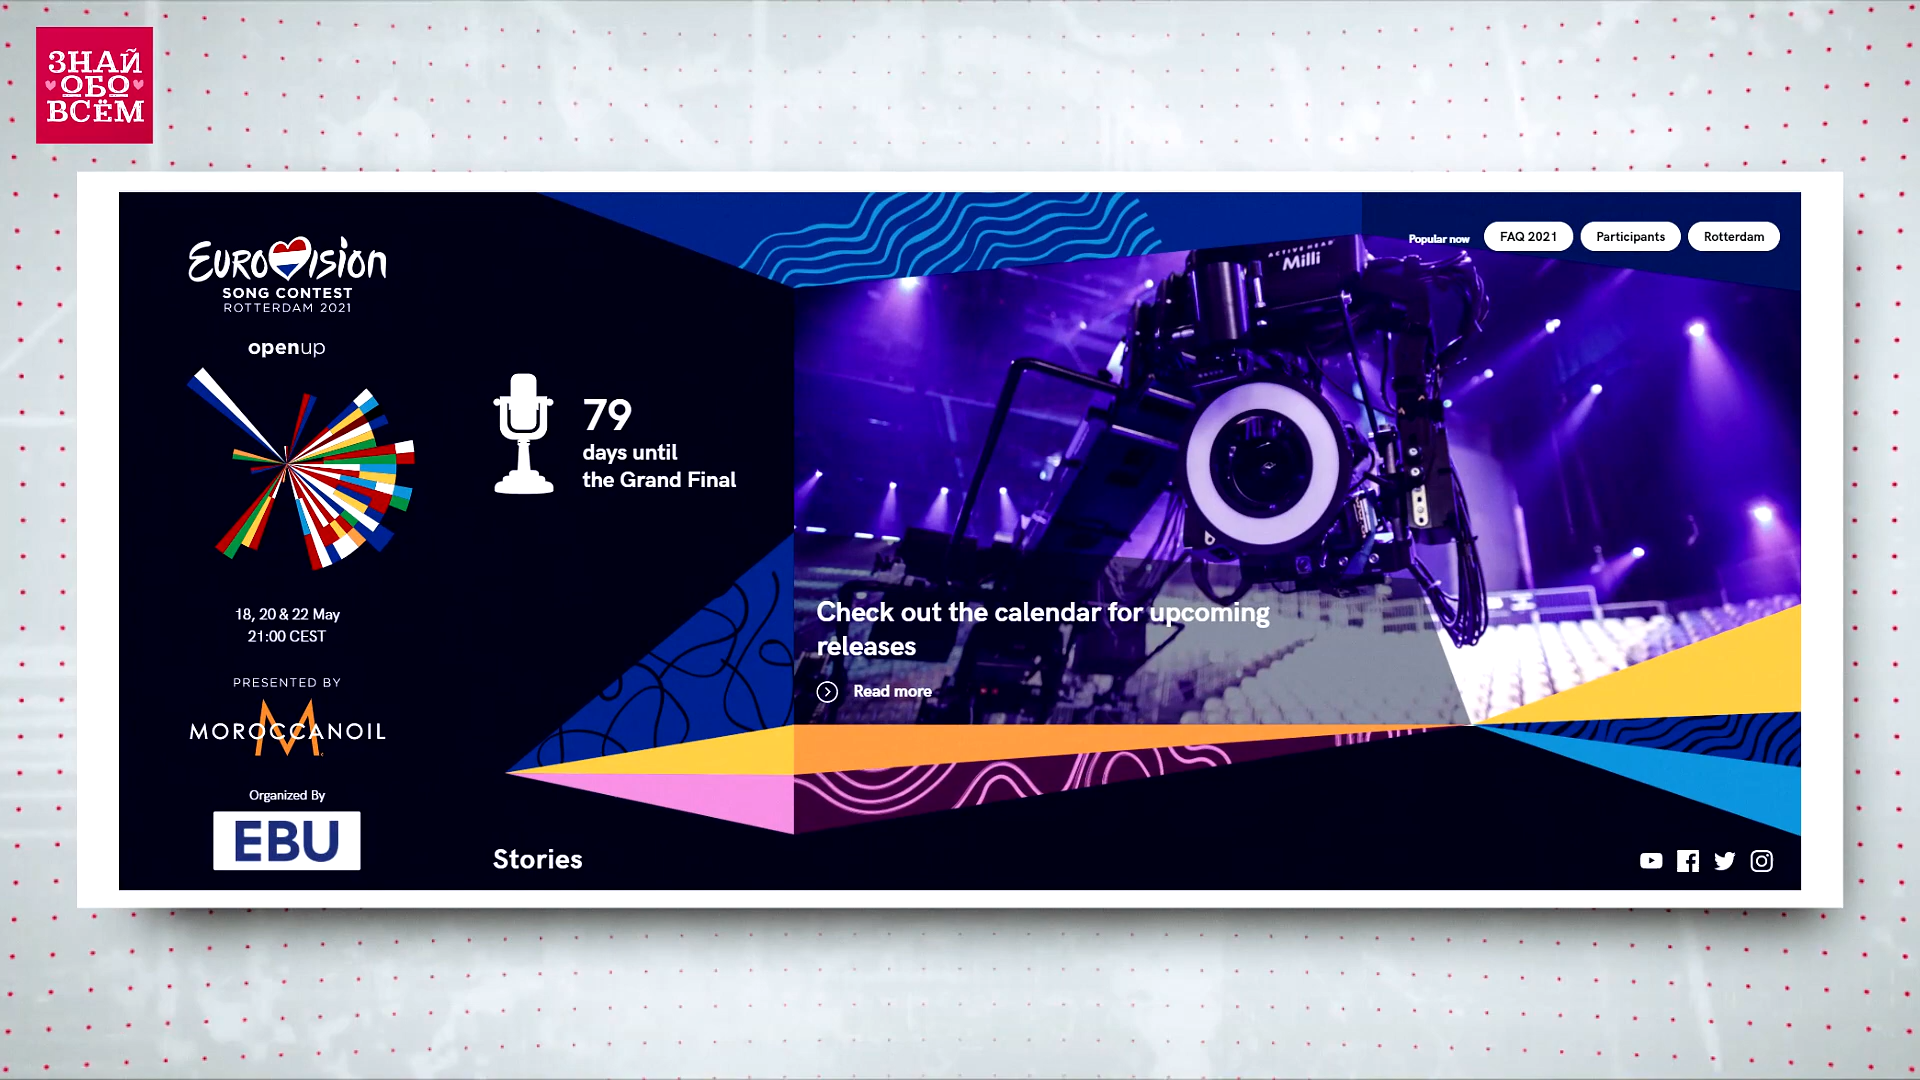 ЗНАЙ
ОБО
ВСЁМ
EUROVISION
SONG CONTEST
ROTTERDAM 2021
openup
18, 20 & 22 May
21:00 CEST
PRESENTED BY
MOROCCANOIL
Organized By
EBU
79
days until
the Grand Final
Popular now
FAQ 2021
Participants
Rotterdam
ACTIVE HEAD
Milli
Check out the calendar for upcoming
releases
Read more
Stories